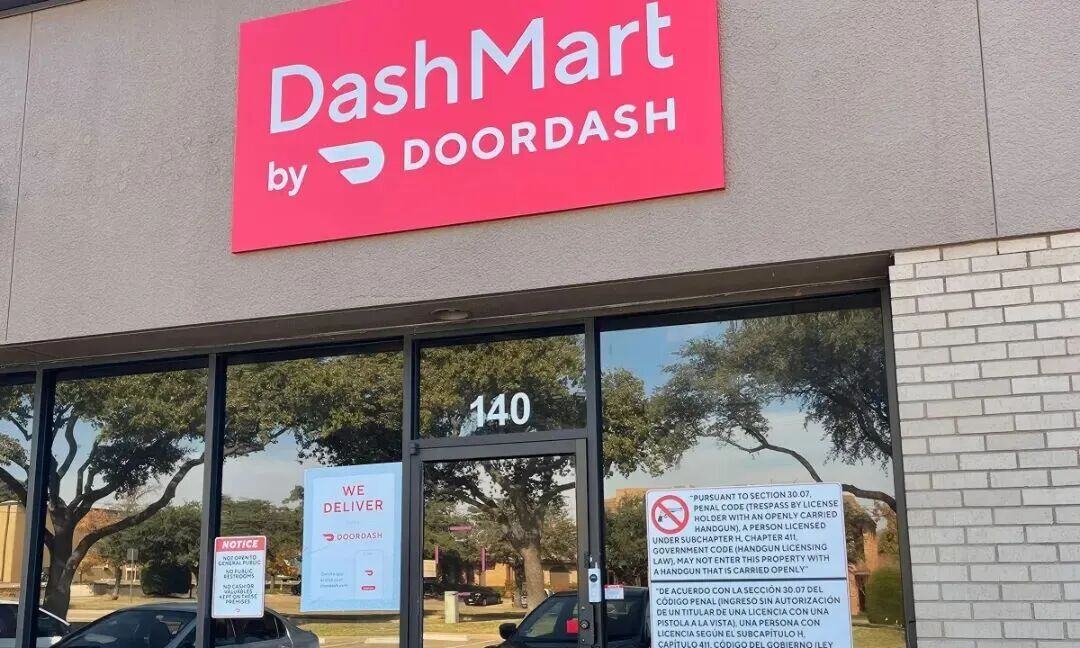 DashMart
by DOORDASH
140
WE
DELIVER
DOORDASH
NOTICE
NOT OPEN TO
GENERAL PUBLIC
NO PUBLIC
RESTROOMS
NO CASH OR
VALUABLES
KEPT ON THESE
PREMISES
"PURSUANT TO SECTION 30.07,
PENAL CODE (TRESPASS BY LICENSE
HOLDER WITH AN OPENLY CARRIED
HANDGUN), A PERSON LICENSED
UNDER SUBCHAPTER H, CHAPTER 411,
GOVERNMENT CODE (HANDGUN LICENSING
LAW), MAY NOT ENTER THIS PROPERTY WITH
A HANDGUN THAT IS CARRIED OPENLY"
"DE ACUERDO CON LA SECCIÓN 30.07 DEL
CÓDIGO PENAL (INGRESO SIN AUTORIZACIÓN
DE UN TITULAR DE UNA LICENCIA CON UNA
PISTOLA A LA VISTA), UNA PERSONA CON
LICENCIA SEGÚN EL SUBCAPÍTULO H,
CAPÍTULO 411, CÓDIGO DEL GOBIERNO (LEY